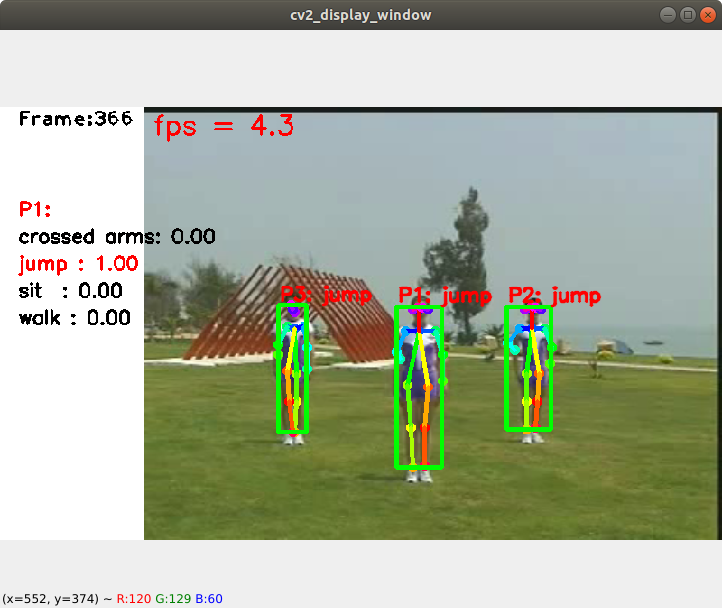 cv2_display_window
Frame:366
fps = 4.3
P1:
crossed arms: 0.00
jump : 1.00
sit : 0.00
walk : 0.00
P3: jump P1: jump P2: jump
(x=552, y=374) ~ R:120 G:129 B:60